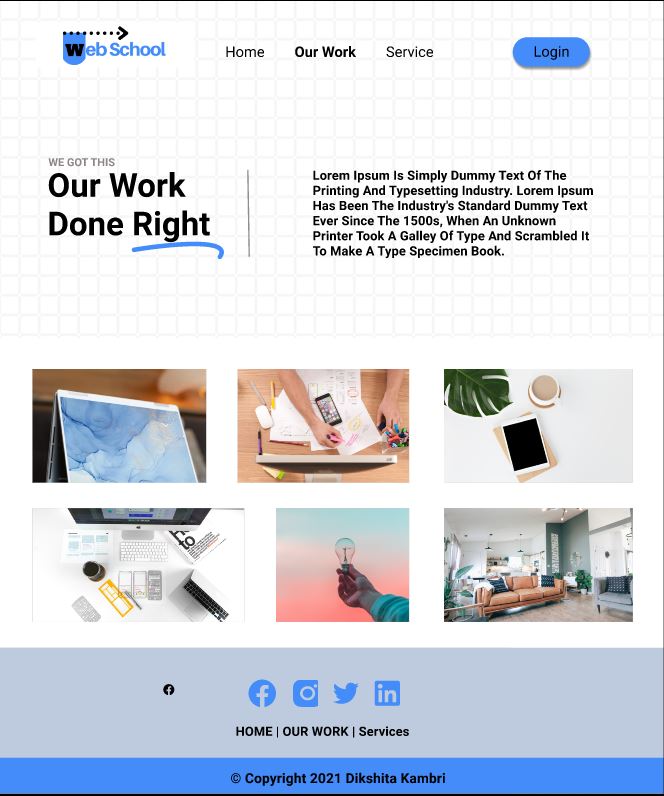 Web School
Home Our Work Service Login
WE GOT THIS
Our Work
Done Right
Lorem Ipsum Is Simply Dummy Text Of The
Printing And Typesetting Industry. Lorem Ipsum
Has Been The Industry's Standard Dummy Text
Ever Since The 1500s, When An Unknown
Printer Took A Galley Of Type And Scrambled It
To Make A Type Specimen Book.
HOME | OUR WORK | Services
© Copyright 2021 Dikshita Kambri